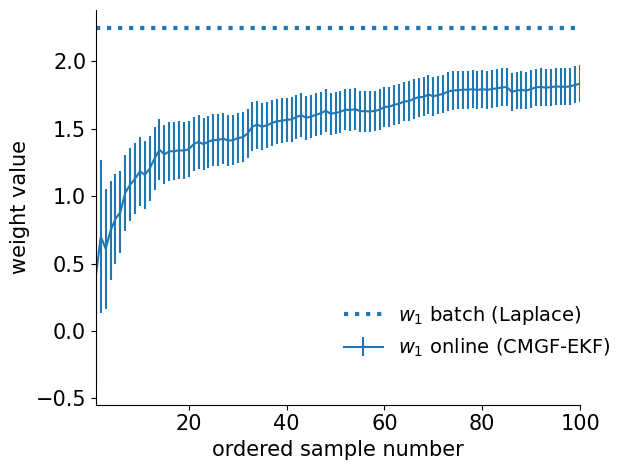 2.0
1.5
1.0
0.5
0.0
−0.5
weight value
w₁ batch (Laplace)
w₁ online (CMGF-EKF)
20 40 60 80 100
ordered sample number